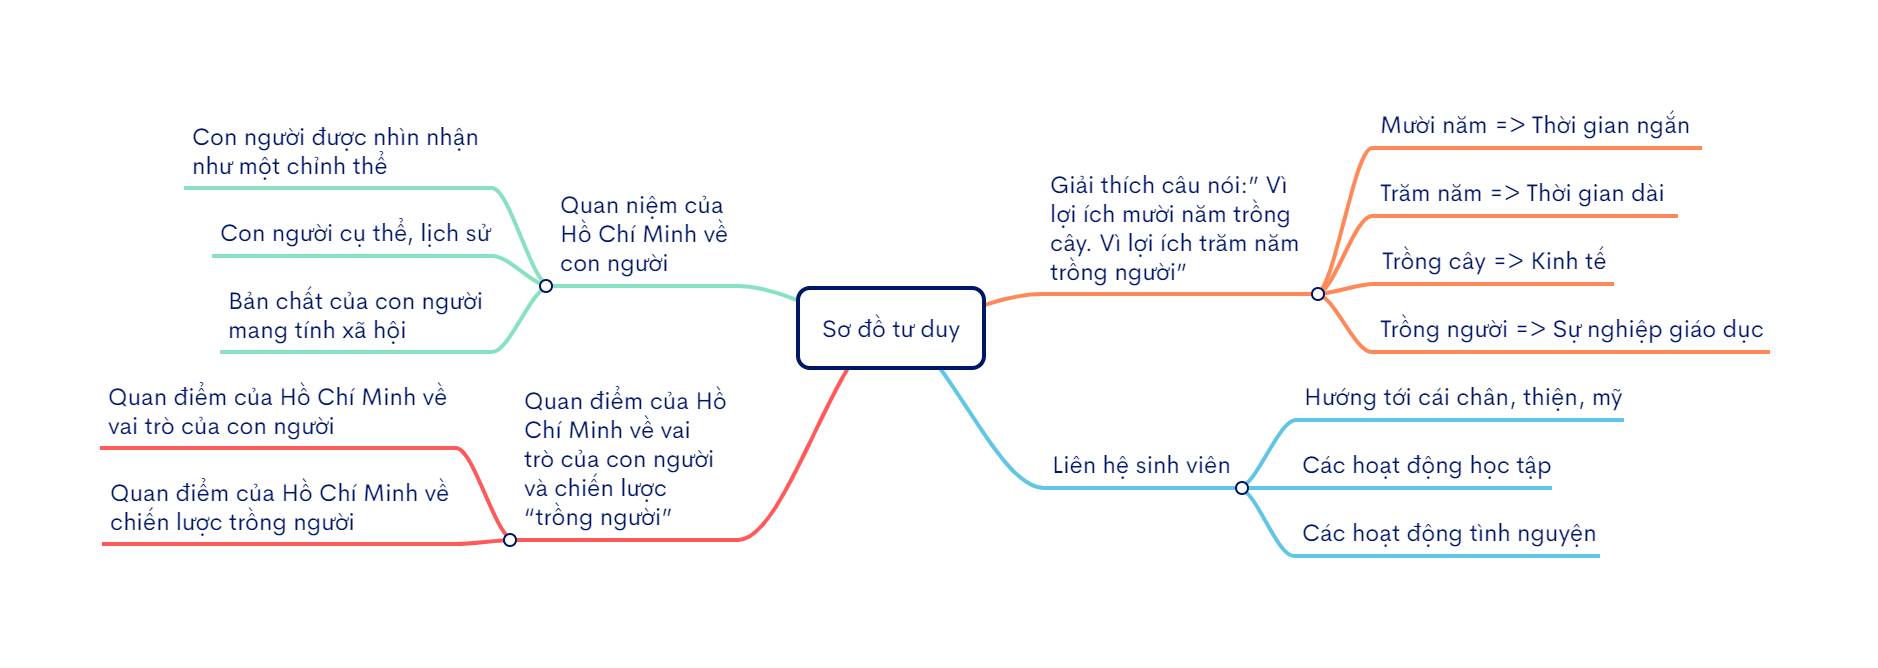 Con người được nhìn nhận
như một chỉnh thể
Con người cụ thể, lịch sử
Bản chất của con người
mang tính xã hội
Quan niệm của
Hồ Chí Minh về
con người
Quan điểm của Hồ Chí Minh về
vai trò của con người
Quan điểm của Hồ Chí Minh về
chiến lược trồng người
Quan điểm của Hồ
Chí Minh về vai
trò của con người
và chiến lược
“trồng người”
Sơ đồ tư duy
Giải thích câu nói:” Vì
lợi ích mười năm trồng
cây. Vì lợi ích trăm năm
trồng người”
Mười năm => Thời gian ngắn
Trăm năm => Thời gian dài
Trồng cây => Kinh tế
Trồng người => Sự nghiệp giáo dục
Liên hệ sinh viên
Hướng tới cái chân, thiện, mỹ
Các hoạt động học tập
Các hoạt động tình nguyện